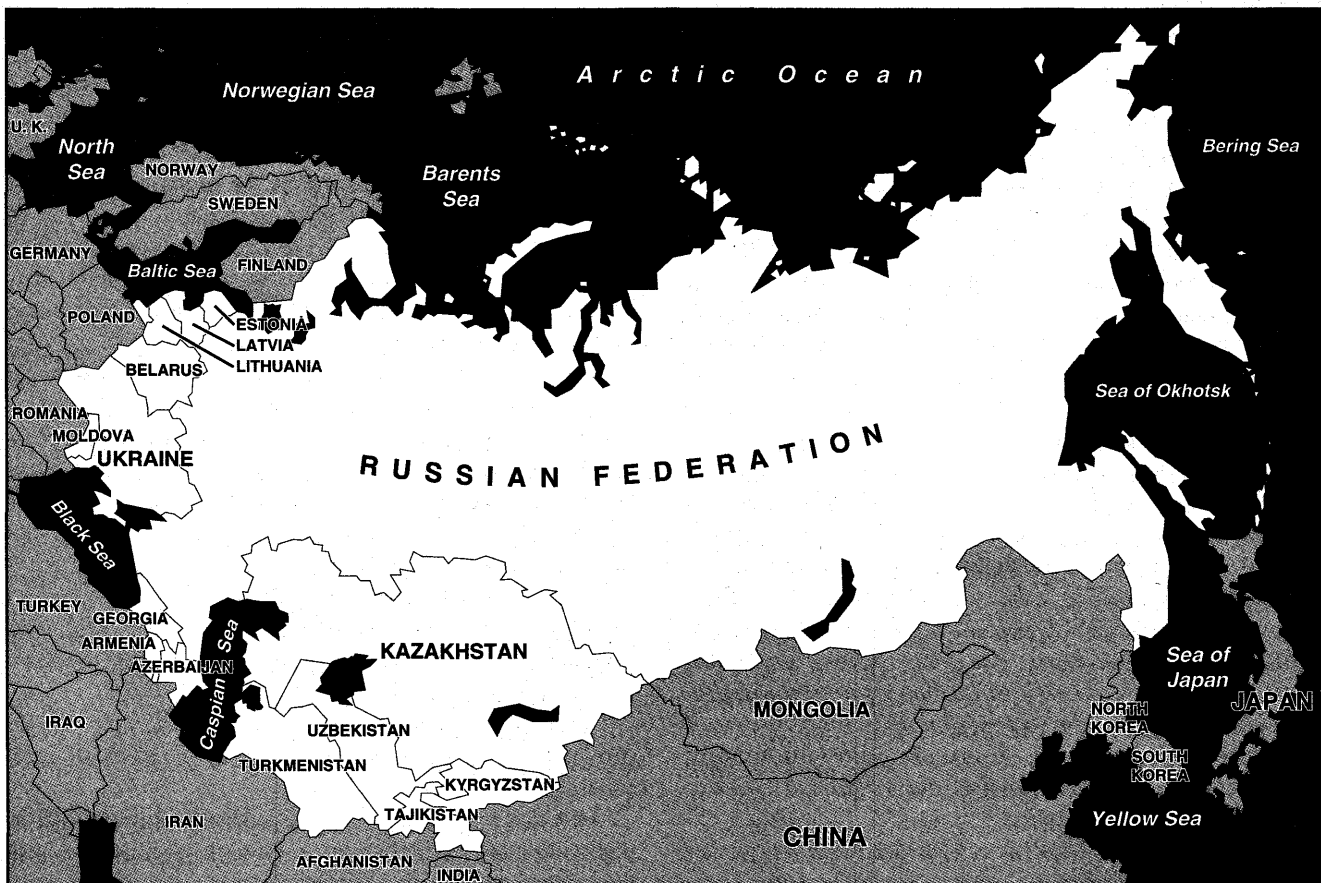 Arctic Ocean
Norwegian Sea
U. K.
North
Sea
Bering Sea
NORWAY
Barents
Sea
SWEDEN
GERMANY
Baltic Sea
FINLAND
POLAND
ESTONIA
LATVIA
LITHUANIA
BELARUS
Sea of Okhotsk
ROMANIA
MOLDOVA
UKRAINE
RUSSIAN FEDERATION
Black Sea
TURKEY
GEORGIA
ARMENIA
AZERBAIJAN
Caspian Sea
KAZAKHSTAN
Sea of
Japan
IRAQ
MONGOLIA
NORTH
KOREA
JAPAN
UZBEKISTAN
TURKMENISTAN
SOUTH
KOREA
KYRGYZSTAN
TAJIKISTAN
IRAN
Yellow Sea
CHINA
AFGHANISTAN
INDIA